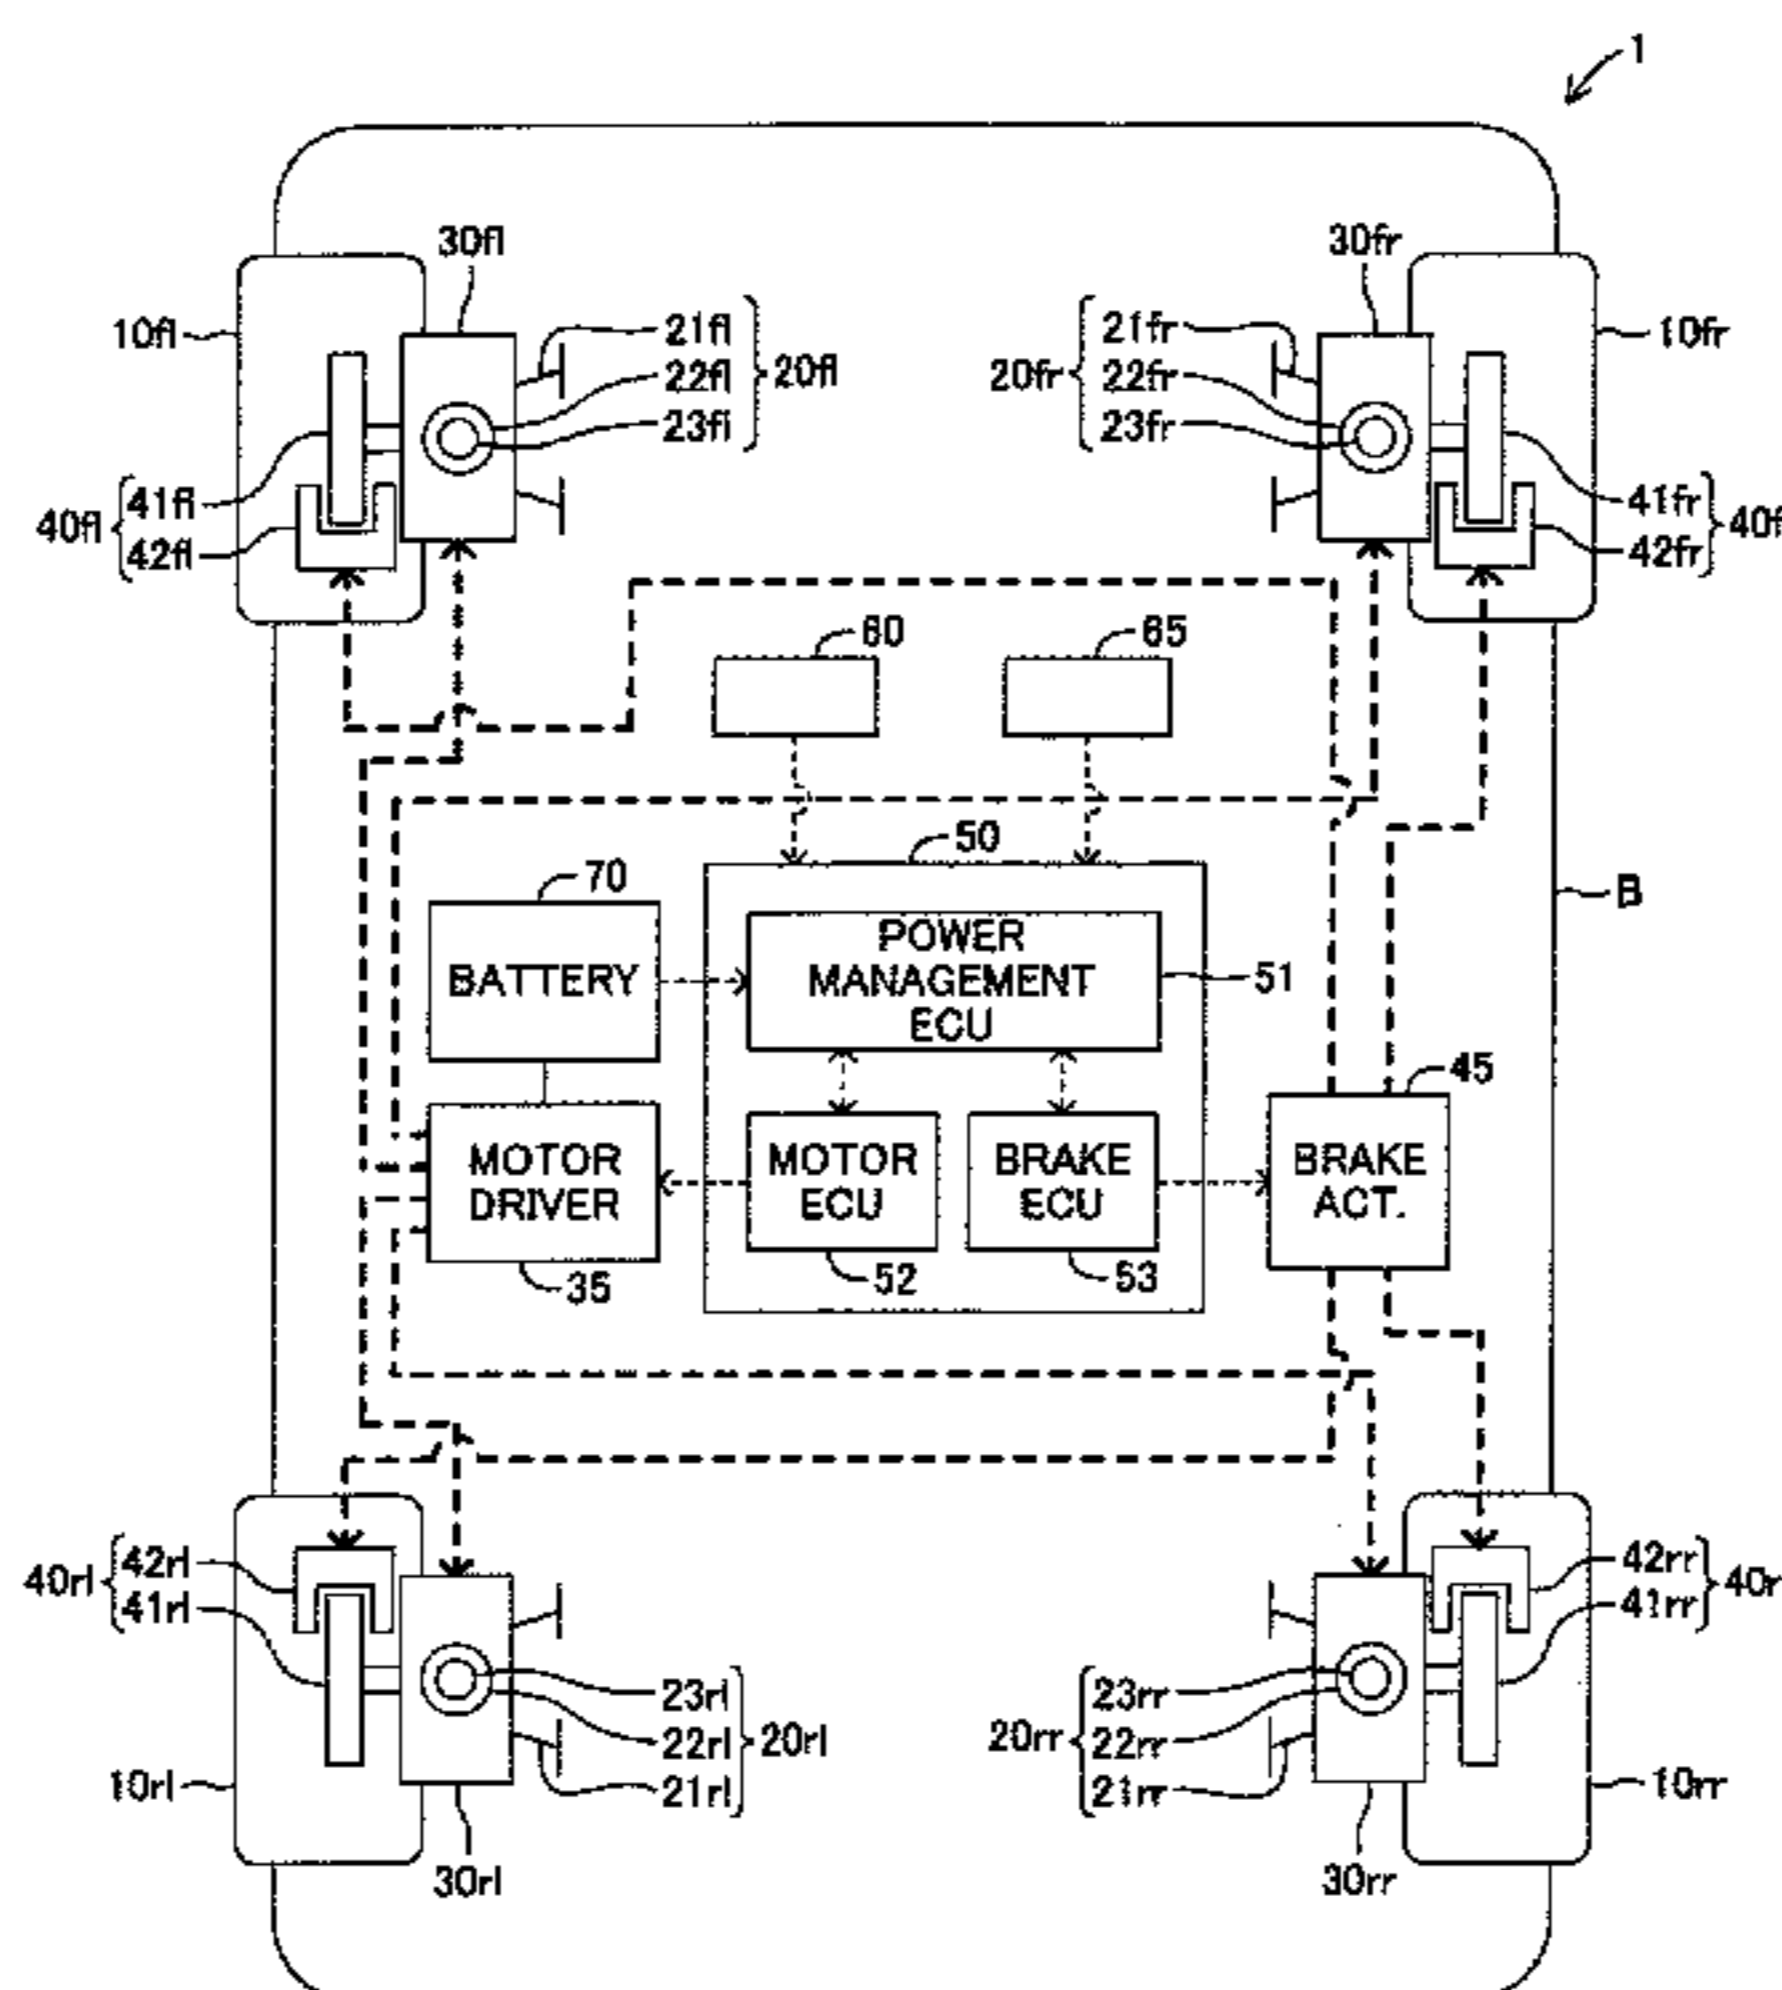 1
30fl
30fr
10fl
21fl
20fl
22fl
23fl
20fr
21fr
22fr
23fr
10fr
40fl
41fl
42fl
41fr
42fr
40f
60
65
50
70
B
BATTERY
POWER
MANAGEMENT
ECU
51
45
MOTOR
DRIVER
MOTOR
ECU
BRAKE
ECU
BRAKE
ACT.
35
52
53
40rl
42rl
41rl
42rr
41rr
40r
23rl
22rl
21rl
20rl
20rr
23rr
22rr
21rr
10rl
10rr
30rl
30rr